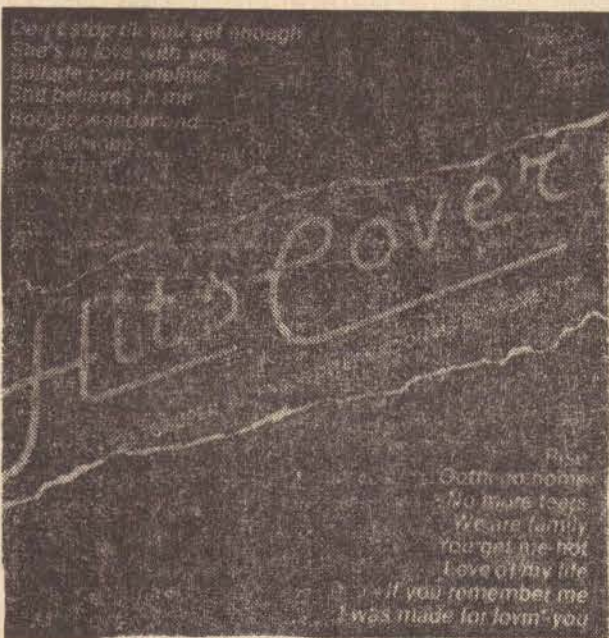 Don't stop til you get enough
She's in love with you
Ballade pour adeline
She believes in me
Boogie wonderland
Hits Cover
Rise
Gotta go home
No more tears
We are family
You get me hot
Love of my life
If you remember me
I was made for lovin' you